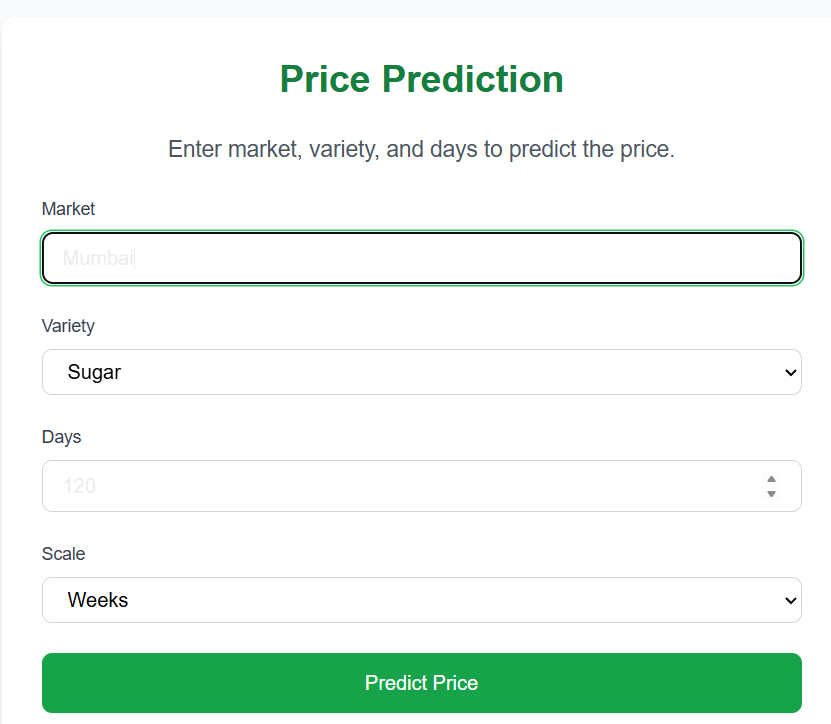 Price Prediction
Enter market, variety, and days to predict the price.
Market
Mumbai
Variety
Sugar
Days
120
Scale
Weeks
Predict Price